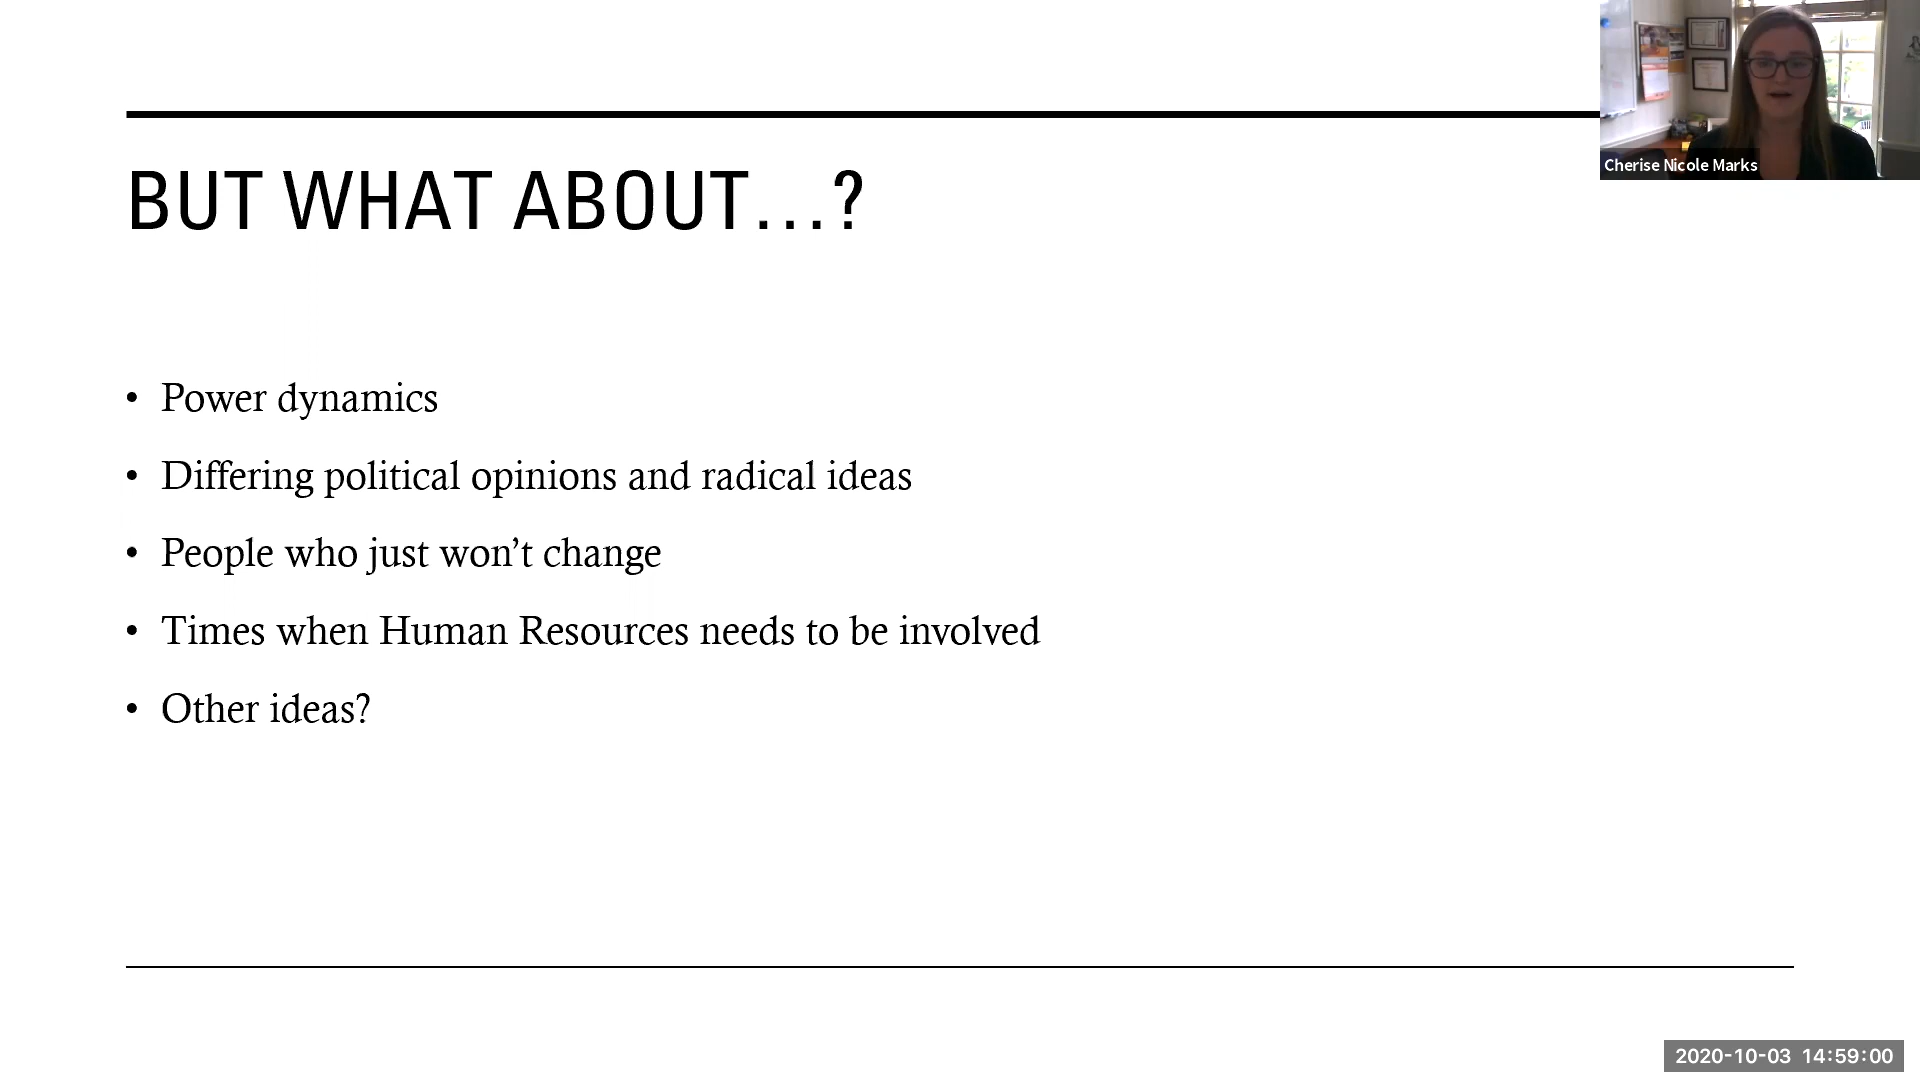 BUT WHAT ABOUT...?
• Power dynamics
• Differing political opinions and radical ideas
• People who just won’t change
• Times when Human Resources needs to be involved
• Other ideas?
Cherise Nicole Marks
2020-10-03 14:59:00